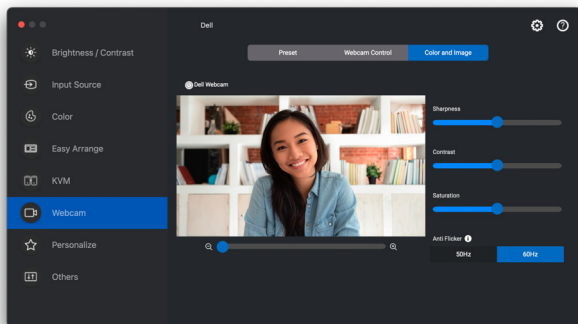 Dell
Brightness / Contrast
Input Source
Color
Easy Arrange
KVM
Webcam
Personalize
Others
Preset
Webcam Control
Color and Image
Dell Webcam
Sharpness
Contrast
Saturation
Anti Flicker
50Hz
60Hz